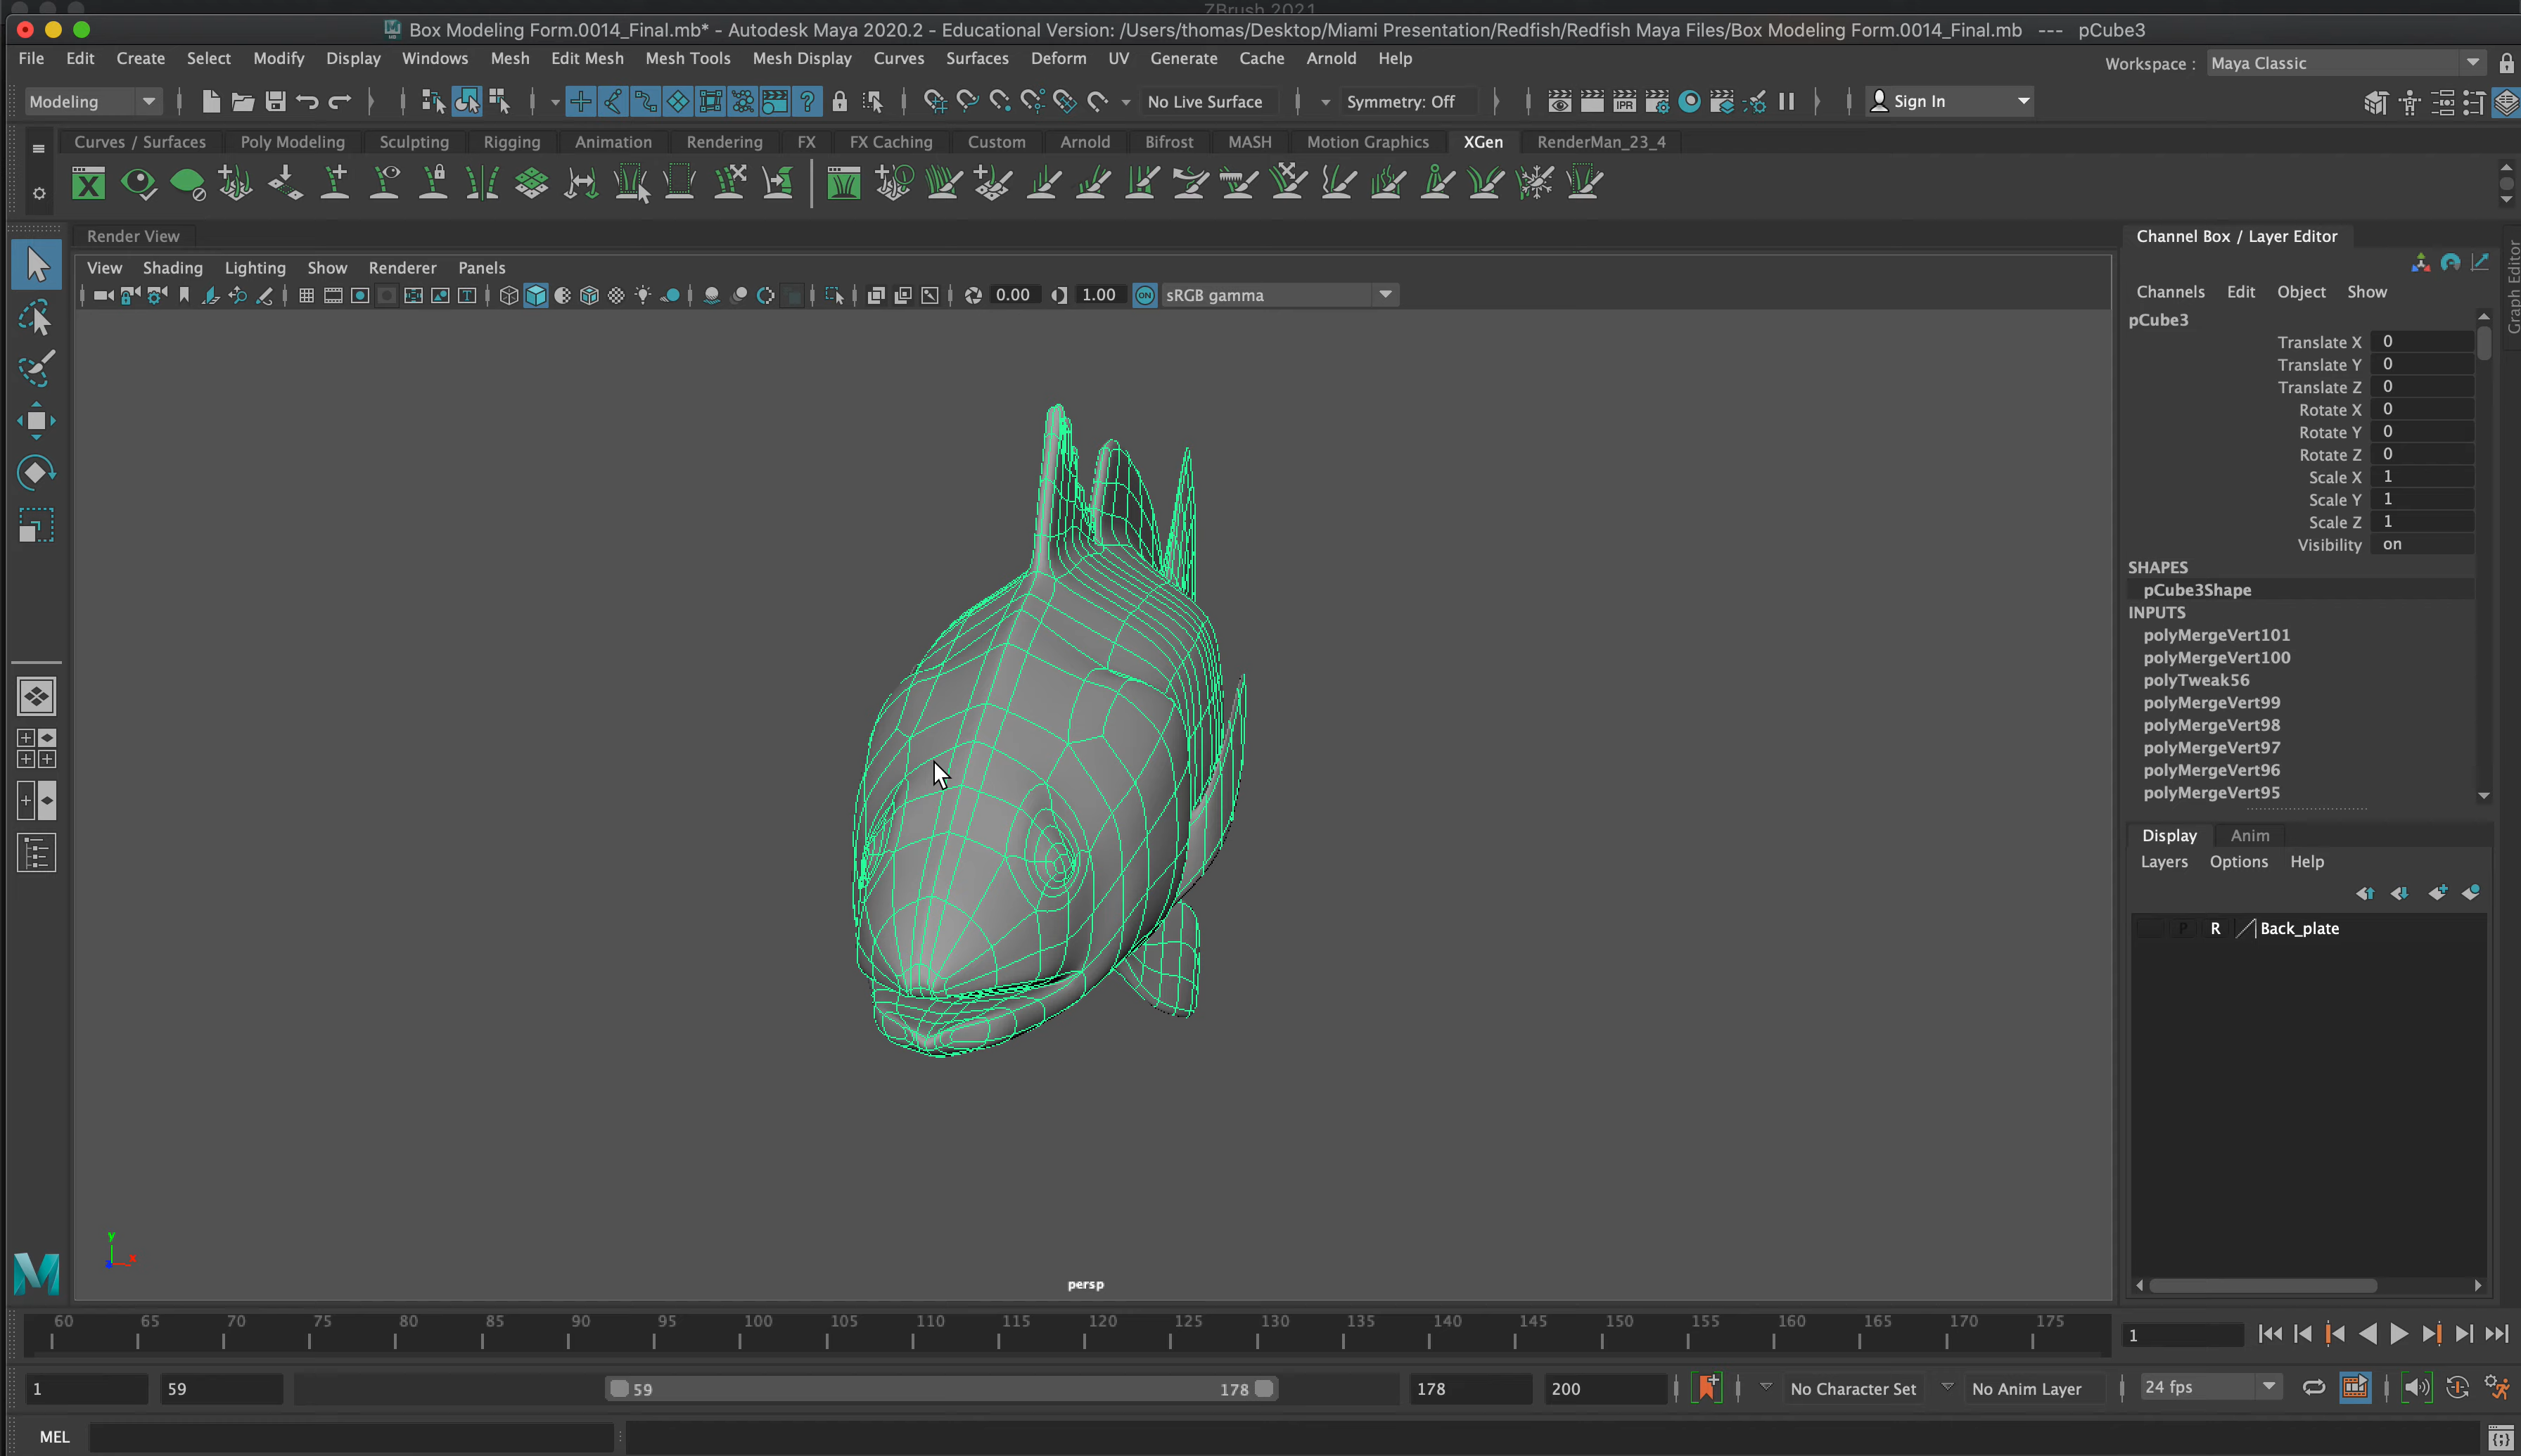 ZBrush 2021
Box Modeling Form.0014_Final.mb* - Autodesk Maya 2020.2 - Educational Version: /Users/thomas/Desktop/Miami Presentation/Redfish/Redfish Maya Files/Box Modeling Form.0014_Final.mb --- pCube3
File Edit Create Select Modify Display Windows Mesh Edit Mesh Mesh Tools Mesh Display Curves Surfaces Deform UV Generate Cache Arnold Help
Workspace : Maya Classic
Modeling No Live Surface Symmetry: Off IPR Sign In
Curves / Surfaces Poly Modeling Sculpting Rigging Animation Rendering FX FX Caching Custom Arnold Bifrost MASH Motion Graphics XGen RenderMan_23_4
Render View
View Shading Lighting Show Renderer Panels
0.00 1.00 ON sRGB gamma
Channel Box / Layer Editor
Graph Editor
Channels Edit Object Show
pCube3
Translate X 0
Translate Y 0
Translate Z 0
Rotate X 0
Rotate Y 0
Rotate Z 0
Scale X 1
Scale Y 1
Scale Z 1
Visibility on
SHAPES
pCube3Shape
INPUTS
polyMergeVert101
polyMergeVert100
polyTweak56
polyMergeVert99
polyMergeVert98
polyMergeVert97
polyMergeVert96
polyMergeVert95
Display Anim
Layers Options Help
P R Back_plate
y
x
persp
60 65 70 75 80 85 90 95 100 105 110 115 120 125 130 135 140 145 150 155 160 165 170 175
1
1 59 59 178 178 200 No Character Set No Anim Layer 24 fps
MEL